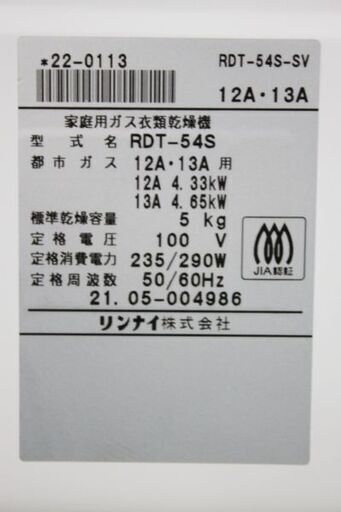 *22-0113
RDT-54S-SV
12A・13A
家庭用ガス衣類乾燥機
型式名 RDT-54S
都市ガス 12A・13A 用
12A 4.33kW
13A 4.65kW
標準乾燥容量 5 kg
定格電圧 100 V
定格消費電力 235/290W
定格周波数 50/60Hz
21.05-004986
リンナイ株式会社
JIA認証